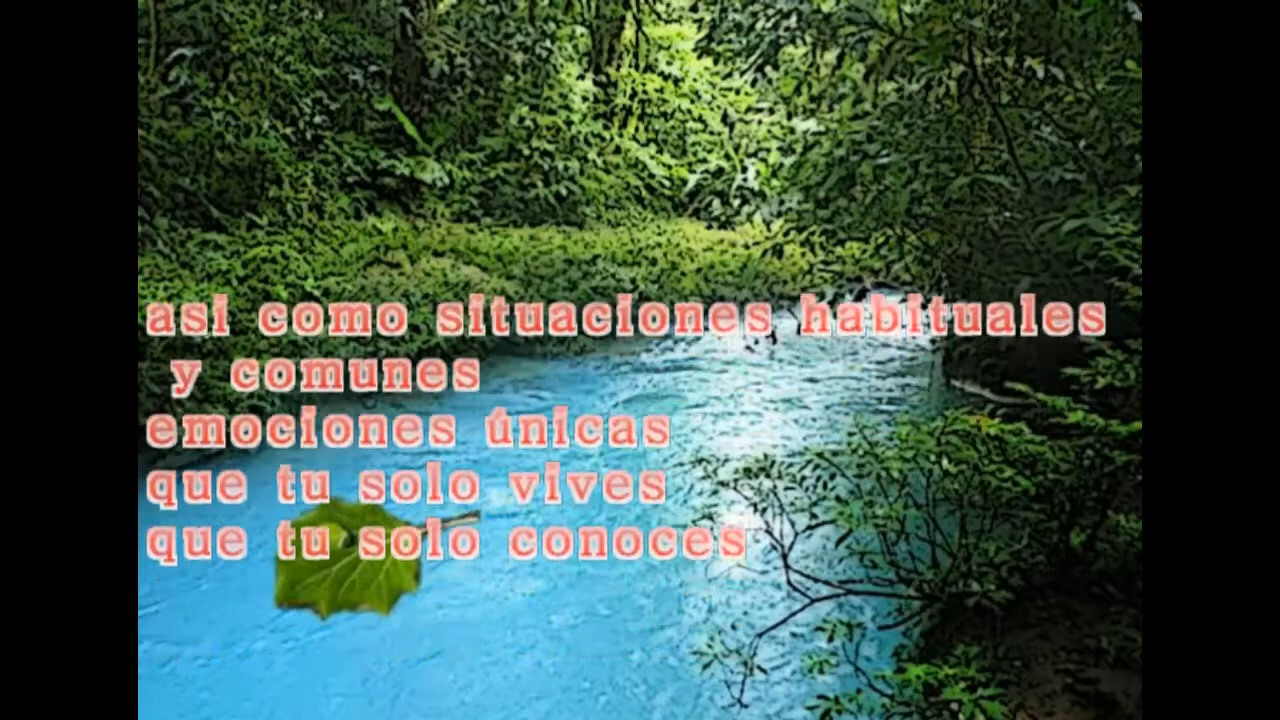 asi como situaciones habituales
y comunes
emociones únicas
que tu solo vives
que tu solo conoces